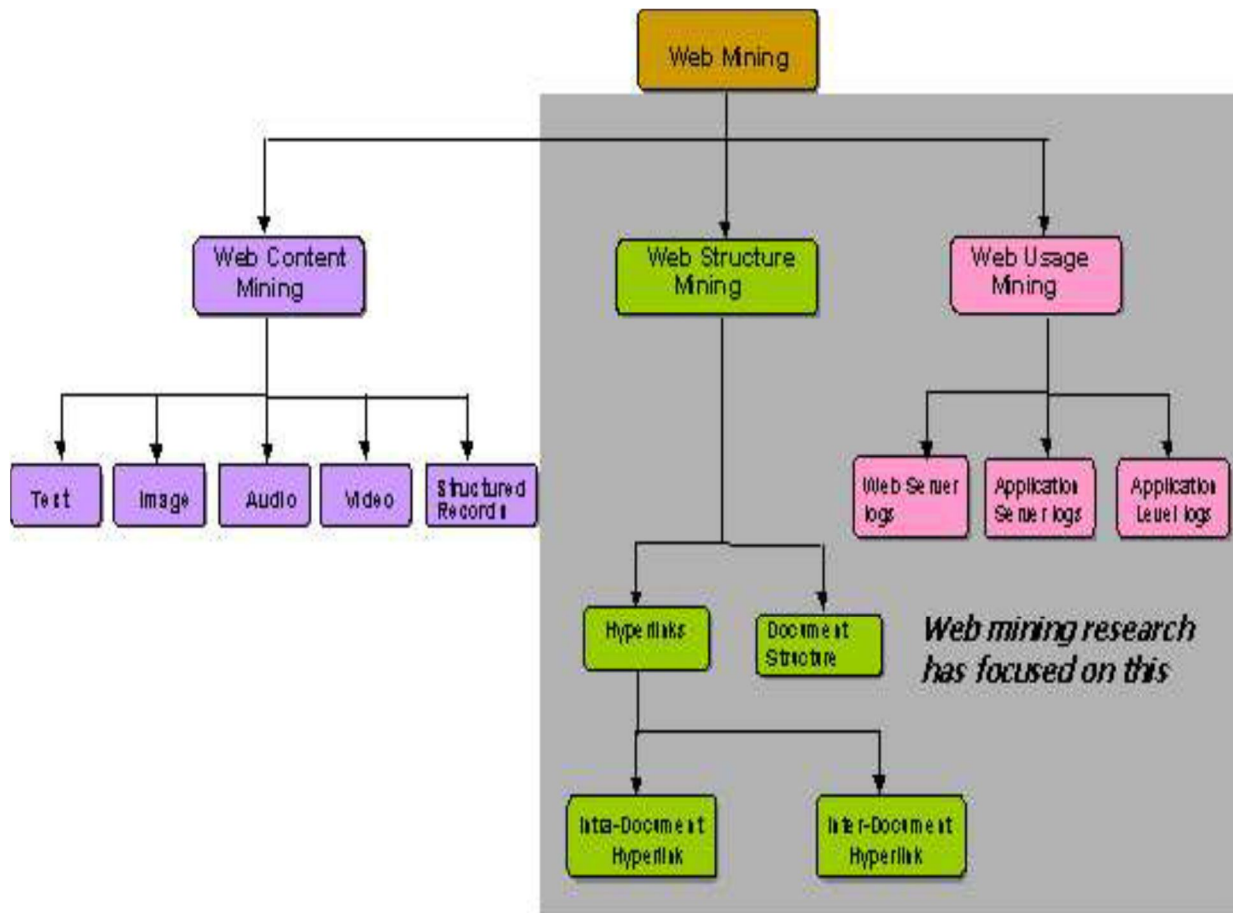 Web Mining
Web Content
Mining
Web Structure
Mining
Web Usage
Mining
Text
Image
Audio
Video
Structured
Records
Web Server
logs
Application
Server logs
Application
Level logs
Hyperlinks
Document
Structure
Web mining research
has focused on this
Intra-Document
Hyperlink
Inter-Document
Hyperlink